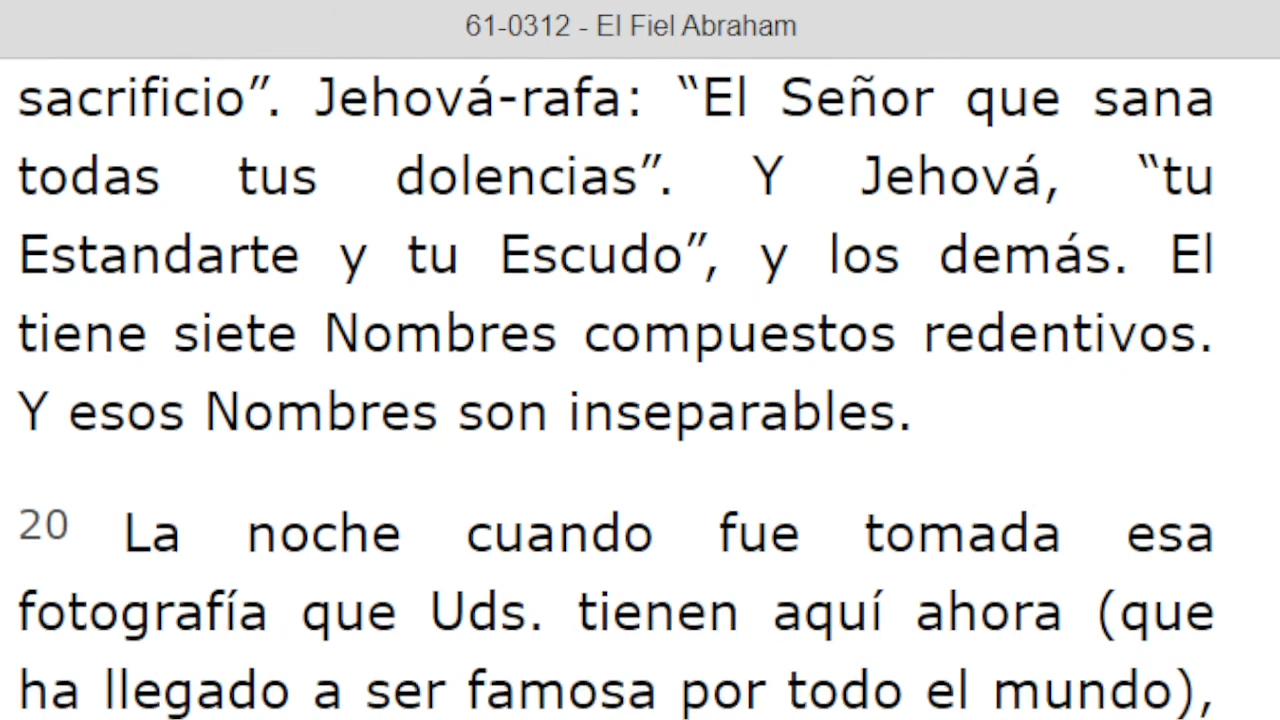 61-0312 - El Fiel Abraham
sacrificio”. Jehová-rafa: “El Señor que sana
todas tus dolencias”. Y Jehová, “tu
Estandarte y tu Escudo”, y los demás. El
tiene siete Nombres compuestos redentivos.
Y esos Nombres son inseparables.
20 La noche cuando fue tomada esa
fotografía que Uds. tienen aquí ahora (que
ha llegado a ser famosa por todo el mundo),